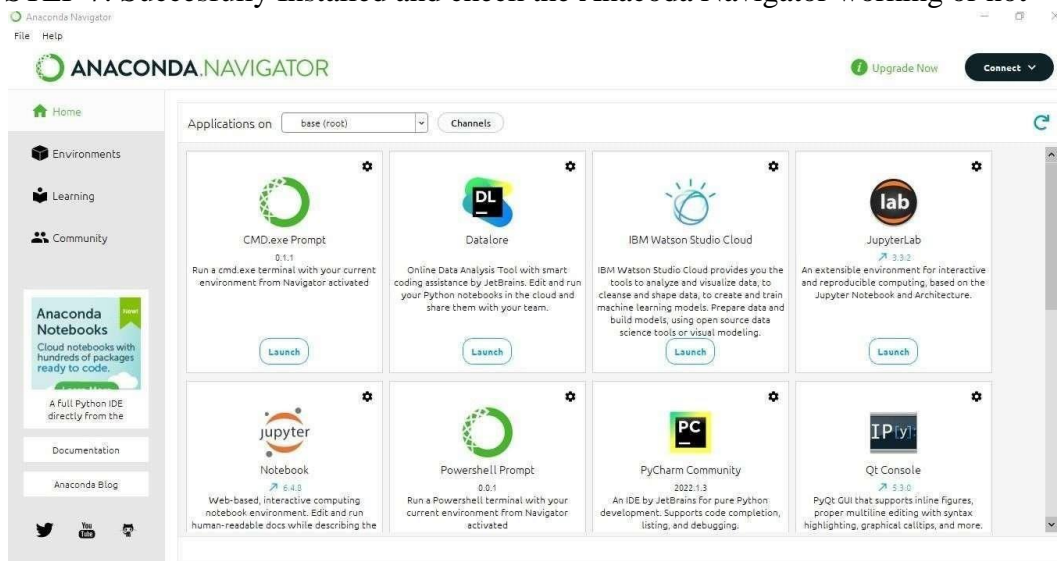 STEP 7: Succesfully installed and check the Anacoda Navigator working or not
Anaconda Navigator
File Help
ANACONDA.NAVIGATOR
Upgrade Now
Connect
Home
Environments
Learning
Community
Applications on base (root) Channels
CMD.exe Prompt
0.1.1
Run a cmd.exe terminal with your current
environment from Navigator activated
Launch
DL
Datalore
Online Data Analysis Tool with smart
coding assistance by JetBrains. Edit and run
your Python notebooks in the cloud and
share them with your team.
Launch
IBM Watson Studio Cloud
IBM Watson Studio Cloud provides you the
tools to analyze and visualize data, to
cleanse and shape data, to create and train
machine learning models. Prepare data and
build models, using open source data
science tools or visual modeling.
Launch
lab
JupyterLab
3.3.2
An extensible environment for interactive
and reproducible computing, based on the
Jupyter Notebook and Architecture.
Launch
jupyter
Notebook
6.4.8
Web-based, interactive computing
notebook environment. Edit and run
human-readable docs while describing the
Powershell Prompt
0.0.1
Run a Powershell terminal with your
current environment from Navigator
activated
PC
PyCharm Community
2022.1.3
An IDE by JetBrains for pure Python
development. Supports code completion,
listing, and debugging.
IP[y]:
Qt Console
5.3.0
PyQt GUI that supports inline figures,
proper multiline editing with syntax
highlighting, graphical calltips, and more.
Anaconda
Notebooks
New!
Cloud notebooks with
hundreds of packages
ready to code.
A full Python IDE
directly from the
Documentation
Anaconda Blog
You
Tube